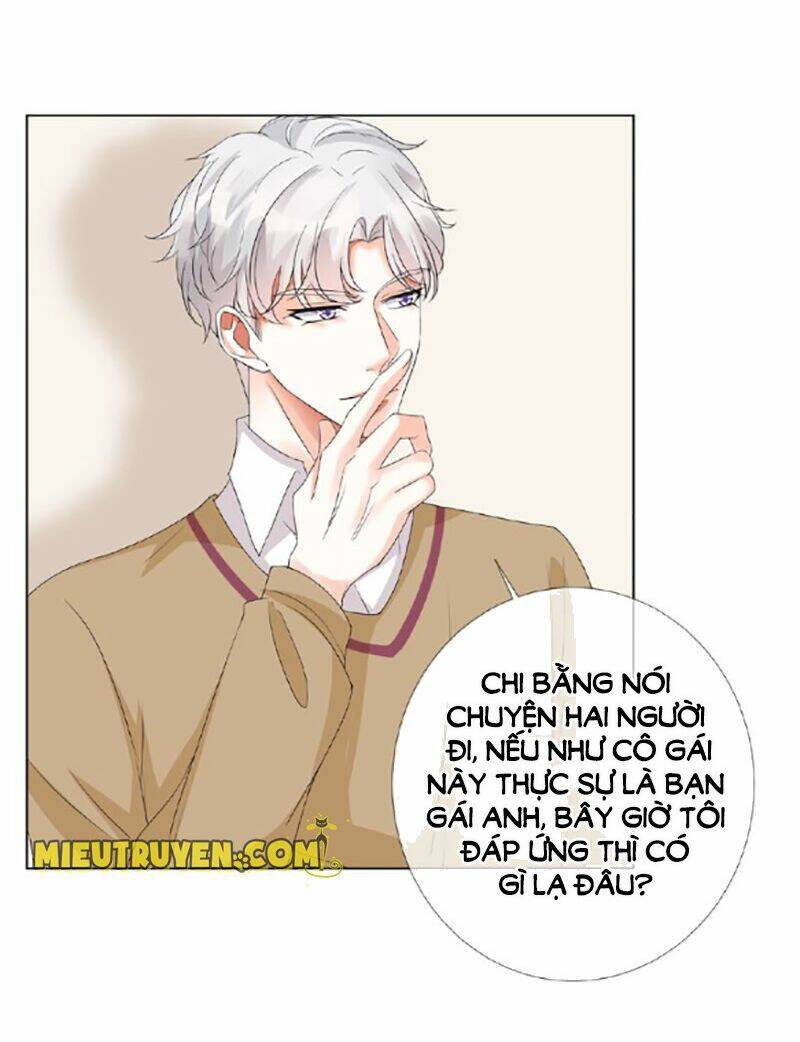 CHI BẰNG NÓI
CHUYỆN HAI NGƯỜI
ĐI, NẾU NHƯ CÔ GÁI
NÀY THỰC SỰ LÀ BẠN
GÁI ANH, BÂY GIỜ TÔI
ĐÁP ỨNG THÌ CÓ
GÌ LẠ ĐÂU?
MIEUTRUYEN.COM